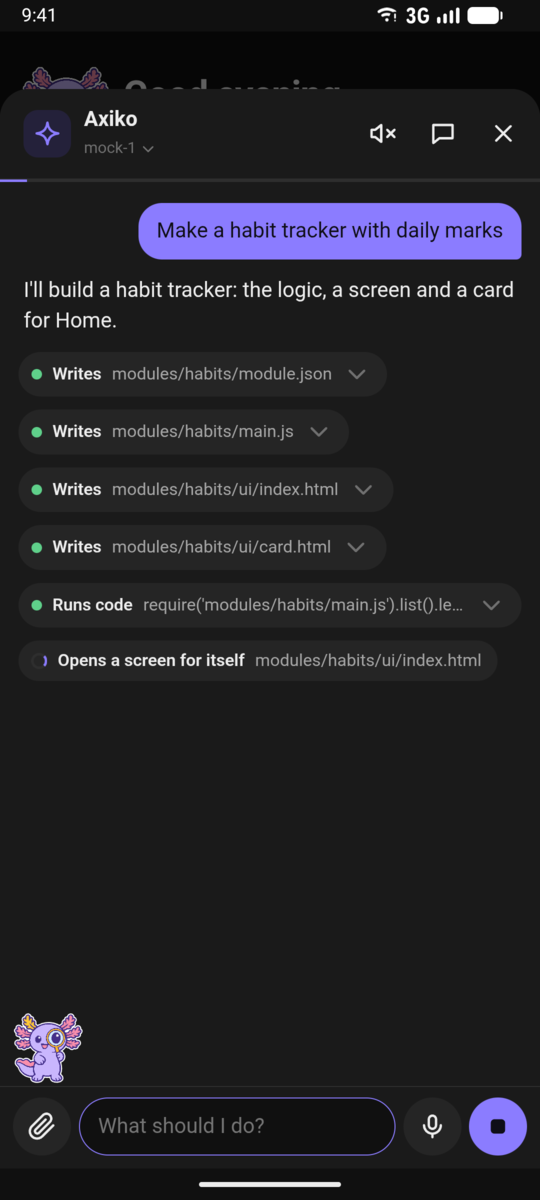 9:41
3G
Good evening
Axiko
mock-1
Make a habit tracker with daily marks
I'll build a habit tracker: the logic, a screen and a card
for Home.
Writes modules/habits/module.json
Writes modules/habits/main.js
Writes modules/habits/ui/index.html
Writes modules/habits/ui/card.html
Runs code require('modules/habits/main.js').list().le...
Opens a screen for itself modules/habits/ui/index.html
What should I do?